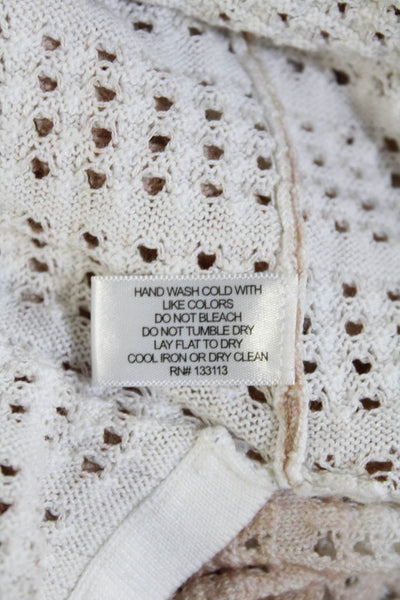 HAND WASH COLD WITH
LIKE COLORS
DO NOT BLEACH
DO NOT TUMBLE DRY
LAY FLAT TO DRY
COOL IRON OR DRY CLEAN
RN# 133113